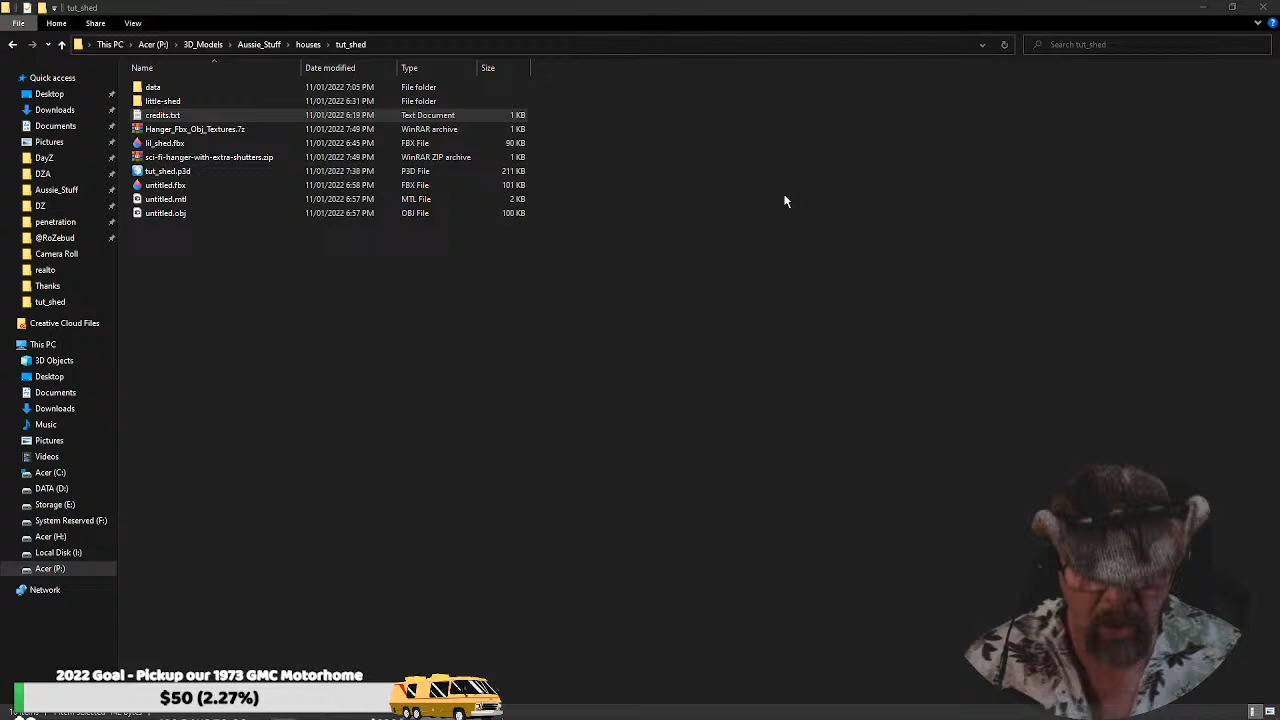 tut_shed
File Home Share View
This PC Acer (P:) 3D_Models Aussie_Stuff houses tut_shed Search tut_shed
Name Date modified Type Size
Quick access
Desktop
Downloads
Documents
Pictures
DayZ
DZA
Aussie_Stuff
DZ
penetration
@RoZebud
Camera Roll
realto
Thanks
tut_shed
Creative Cloud Files
This PC
3D Objects
Desktop
Documents
Downloads
Music
Pictures
Videos
Acer (C:)
DATA (D:)
Storage (E:)
System Reserved (F:)
Acer (H:)
Local Disk (I:)
Acer (P:)
Network
data 11/01/2022 7:05 PM File folder
little-shed 11/01/2022 6:31 PM File folder
credits.txt 11/01/2022 6:19 PM Text Document 1 KB
Hanger_Fbx_Obj_Textures.7z 11/01/2022 7:49 PM WinRAR archive 1 KB
lil_shed.fbx 11/01/2022 6:45 PM FBX File 90 KB
sci-fi-hanger-with-extra-shutters.zip 11/01/2022 7:49 PM WinRAR ZIP archive 1 KB
tut_shed.p3d 11/01/2022 7:38 PM P3D File 211 KB
untitled.fbx 11/01/2022 6:58 PM FBX File 101 KB
untitled.mtl 11/01/2022 6:57 PM MTL File 2 KB
untitled.obj 11/01/2022 6:57 PM OBJ File 100 KB
2022 Goal - Pickup our 1973 GMC Motorhome
$50 (2.27%)